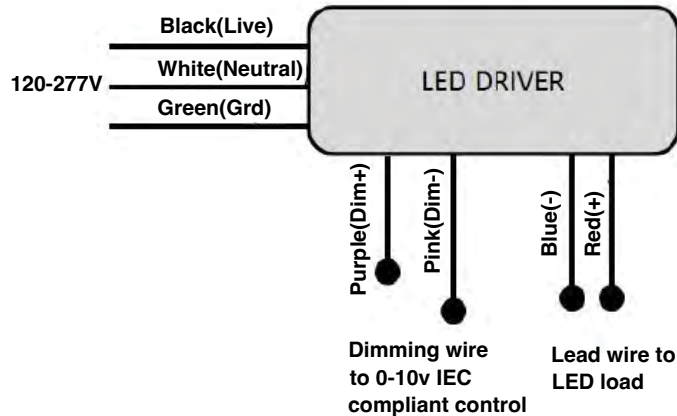 Black(Live)
White(Neutral)
120-277V
Green(Grd)
LED DRIVER
Purple(Dim+)
Pink(Dim-)
Blue(-)
Red(+)
Dimming wire
to 0-10v IEC
compliant control
Lead wire to
LED load